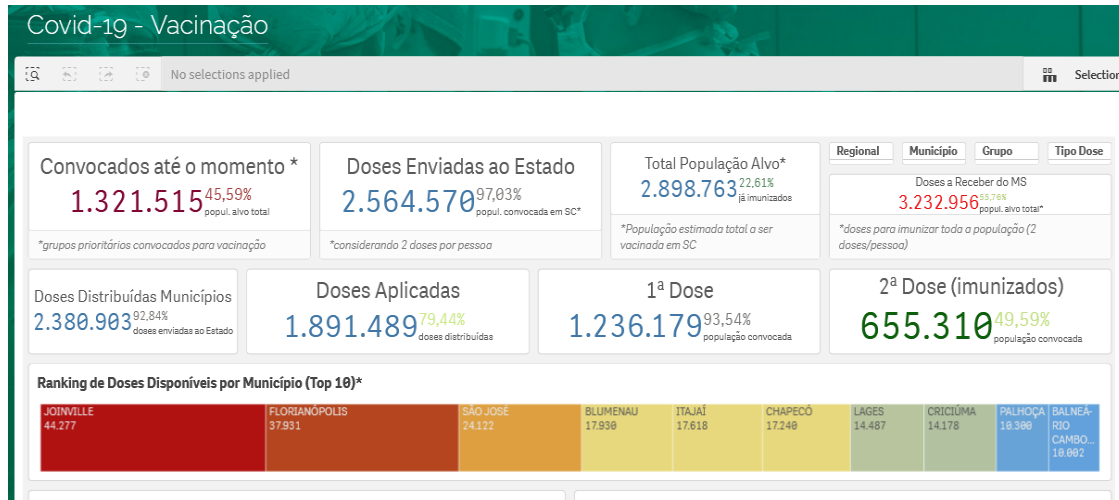 Covid-19 - Vacinação
No selections applied
Selection
Convocados até o momento *
1.321.515 45,59%
popul. alvo total
*grupos prioritários convocados para vacinação
Doses Enviadas ao Estado
2.564.570 97,03%
popul. convocada em SC*
*considerando 2 doses por pessoa
Total População Alvo*
2.898.763 22,61%
já imunizados
*População estimada total a ser
vacinada em SC
Regional
Município
Grupo
Tipo Dose
Doses a Receber do MS
3.232.956 55,76%
popul. alvo total*
*doses para imunizar toda a população (2
doses/pessoa)
Doses Distribuídas Municípios
2.380.903 92,84%
doses enviadas ao Estado
Doses Aplicadas
1.891.489 79,44%
doses distribuídas
1ª Dose
1.236.179 93,54%
população convocada
2ª Dose (imunizados)
655.310 49,59%
população convocada
Ranking de Doses Disponíveis por Município (Top 10)*
JOINVILLE
44.277
FLORIANÓPOLIS
37.931
SÃO JOSÉ
24.122
BLUMENAU
17.930
ITAJAÍ
17.618
CHAPECÓ
17.240
LAGES
14.487
CRICIÚMA
14.178
PALHOÇA
10.300
BALNEÁ-
RIO
CAMBO...
10.002